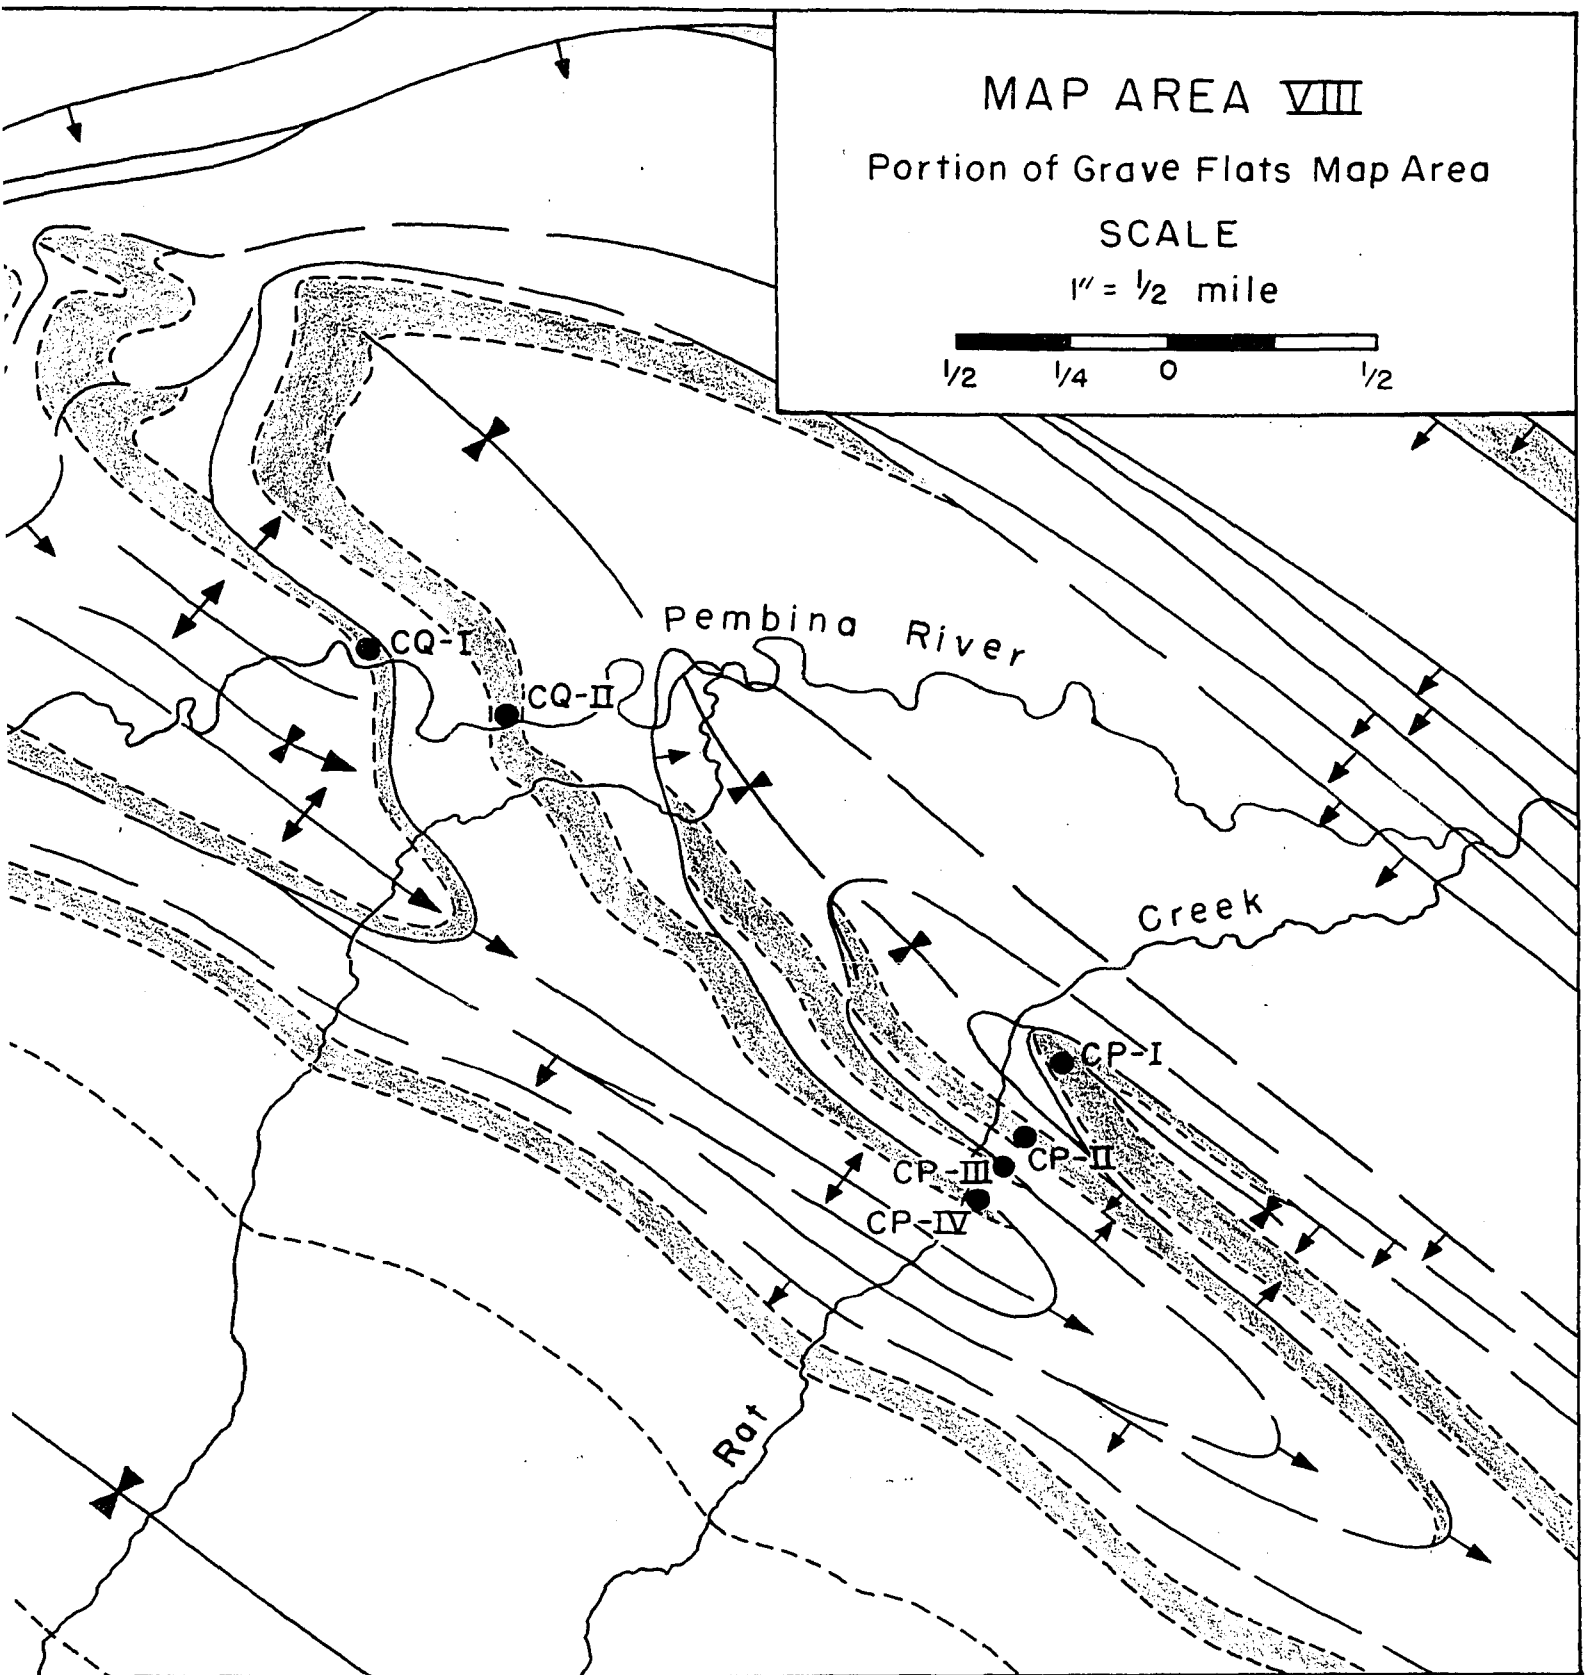 MAP AREA VIII
Portion of Grave Flats Map Area
SCALE
1" = 1/2 mile
1/2 1/4 0 1/2
Pembina River
CQ-I
CQ-II
Creek
CP-I
CP-II
CP-III
CP-IV
Rat